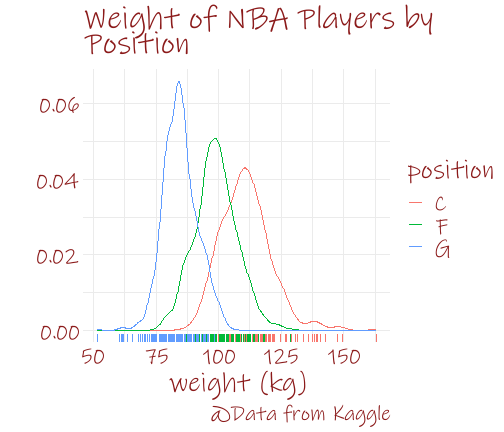 Weight of NBA Players by
Position
0.06
0.04
0.02
0.00
50 75 100 125 150
weight (kg)
@Data from Kaggle
position
C
F
G